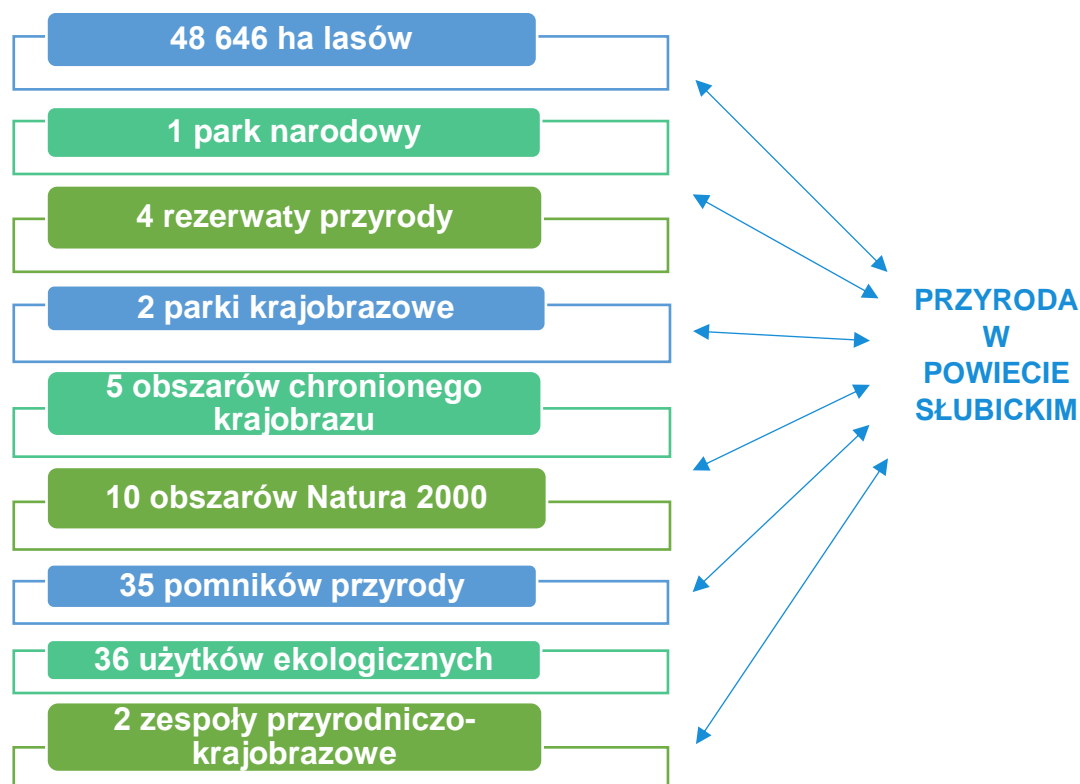 48 646 ha lasów
1 park narodowy
4 rezerwaty przyrody
2 parki krajobrazowe
5 obszarów chronionego
krajobrazu
10 obszarów Natura 2000
35 pomników przyrody
36 użytków ekologicznych
2 zespoły przyrodniczo-
krajobrazowe
PRZYRODA
W
POWIECIE
SŁUBICKIM